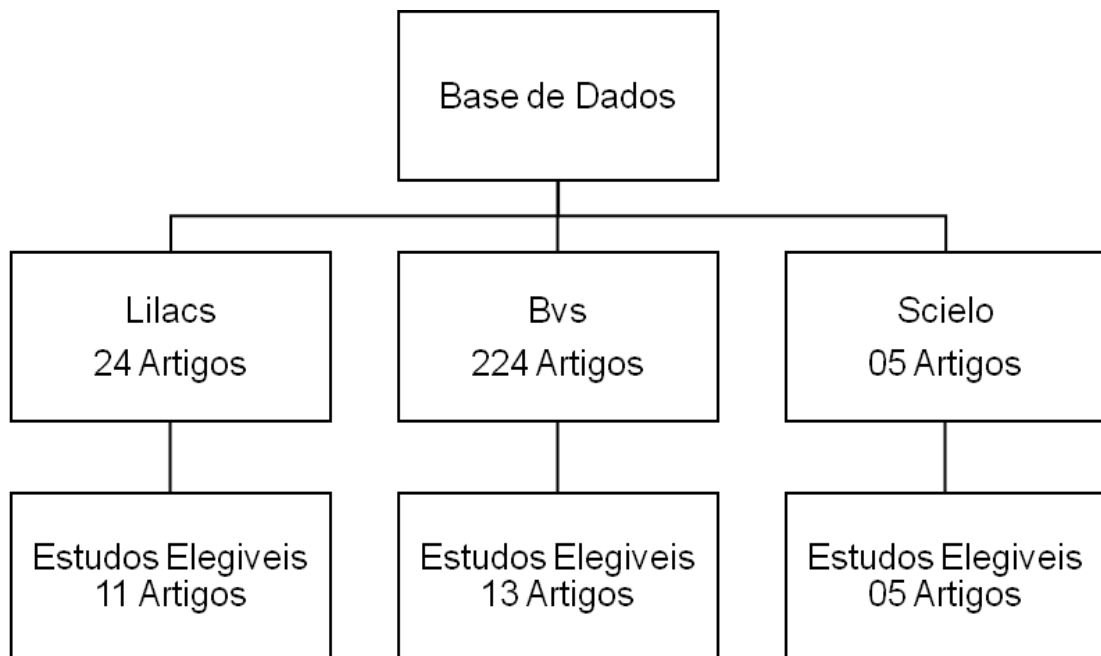 Base de Dados
Lilacs
24 Artigos
Bvs
224 Artigos
Scielo
05 Artigos
Estudos Elegiveis
11 Artigos
Estudos Elegiveis
13 Artigos
Estudos Elegiveis
05 Artigos